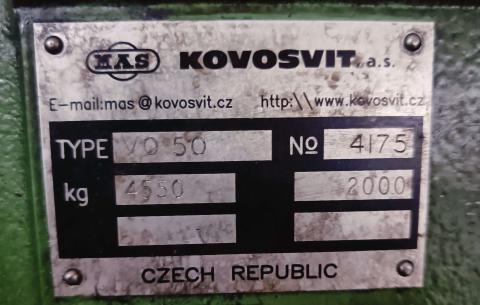 MAS KOVOSVIT, a.s.
E-mail:mas@kovosvit.cz http:\\www.kovosvit.cz
TYPE VO 50 No 4175
kg 4550 2000
CZECH REPUBLIC